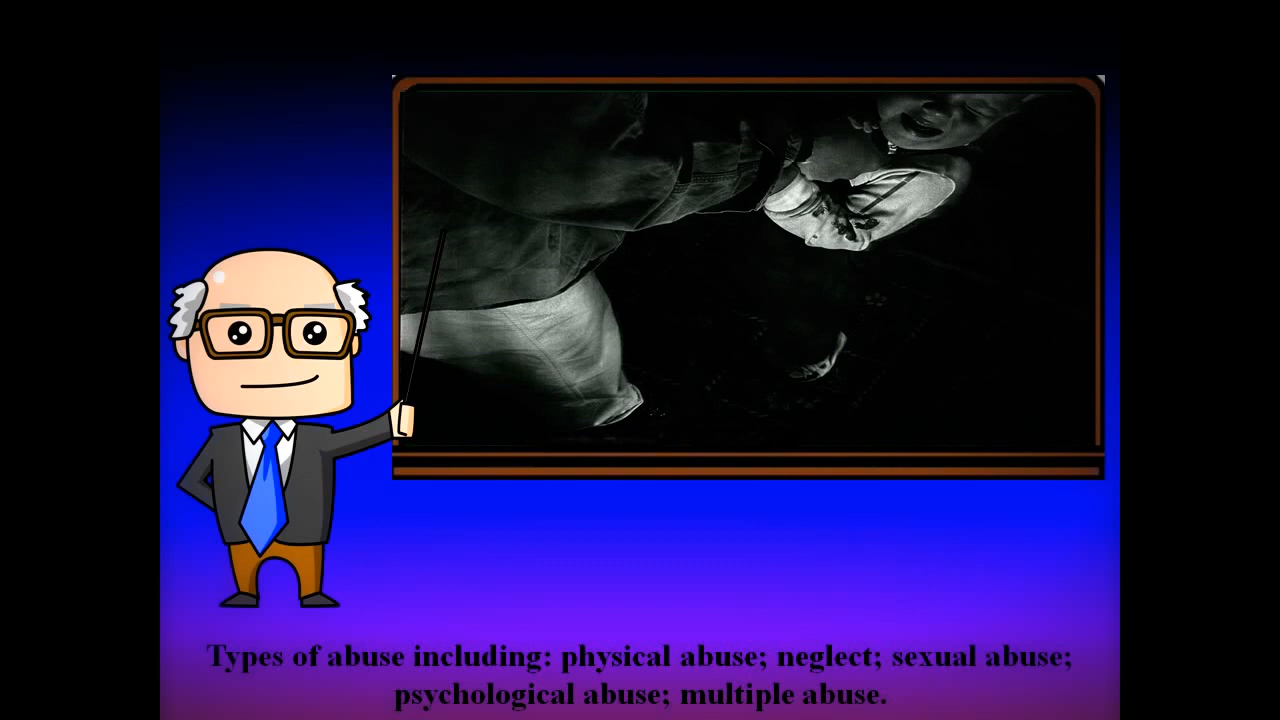 Types of abuse including: physical abuse; neglect; sexual abuse;
psychological abuse; multiple abuse.